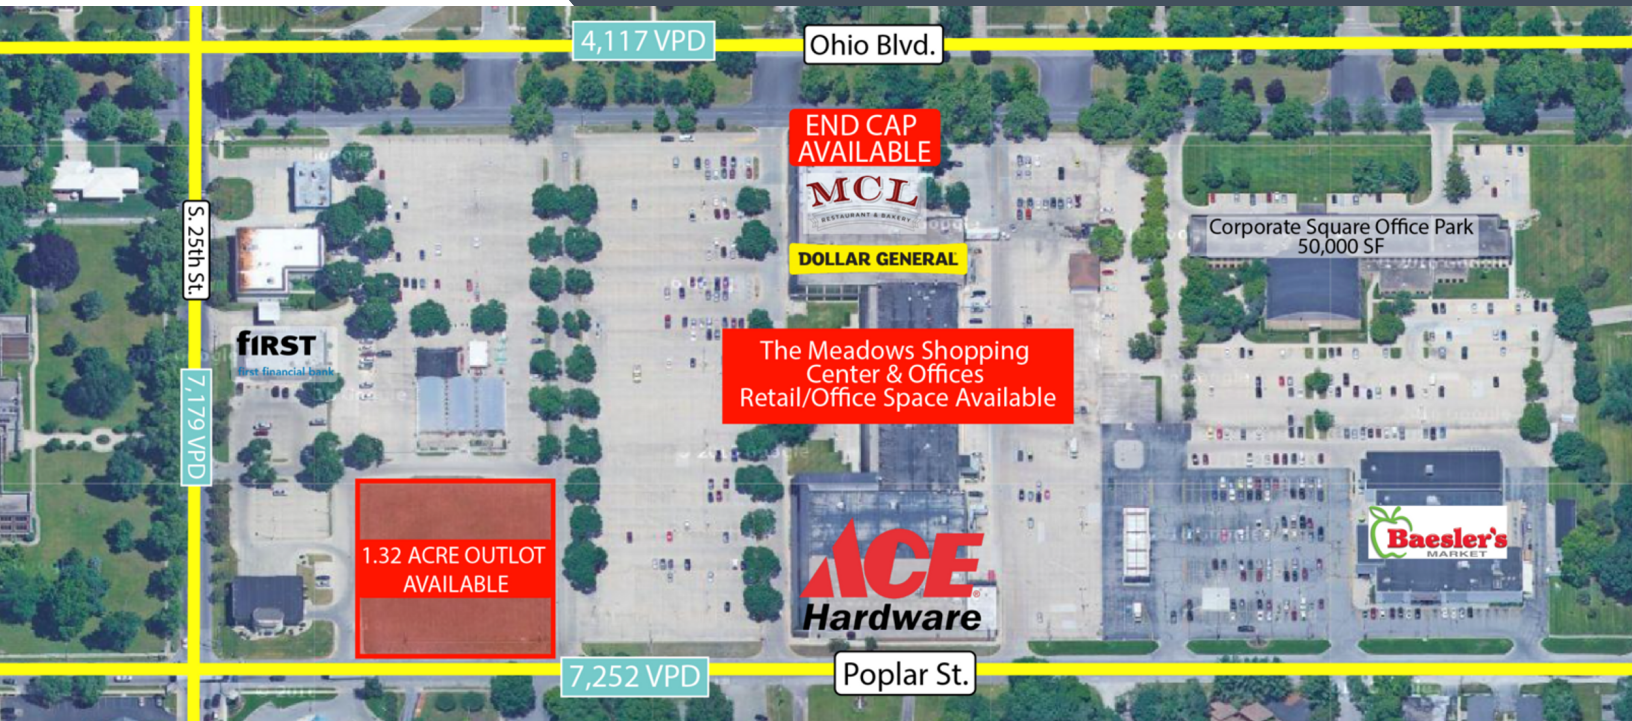 4,117 VPD
Ohio Blvd.
END CAP
AVAILABLE
MCL
RESTAURANT & BAKERY
S. 25th St.
Corporate Square Office Park
50,000 SF
DOLLAR GENERAL
fIRST
first financial bank
The Meadows Shopping
Center & Offices
Retail/Office Space Available
7,179 VPD
1.32 ACRE OUTLOT
AVAILABLE
ACE
Hardware
Baesler's
MARKET
7,252 VPD
Poplar St.